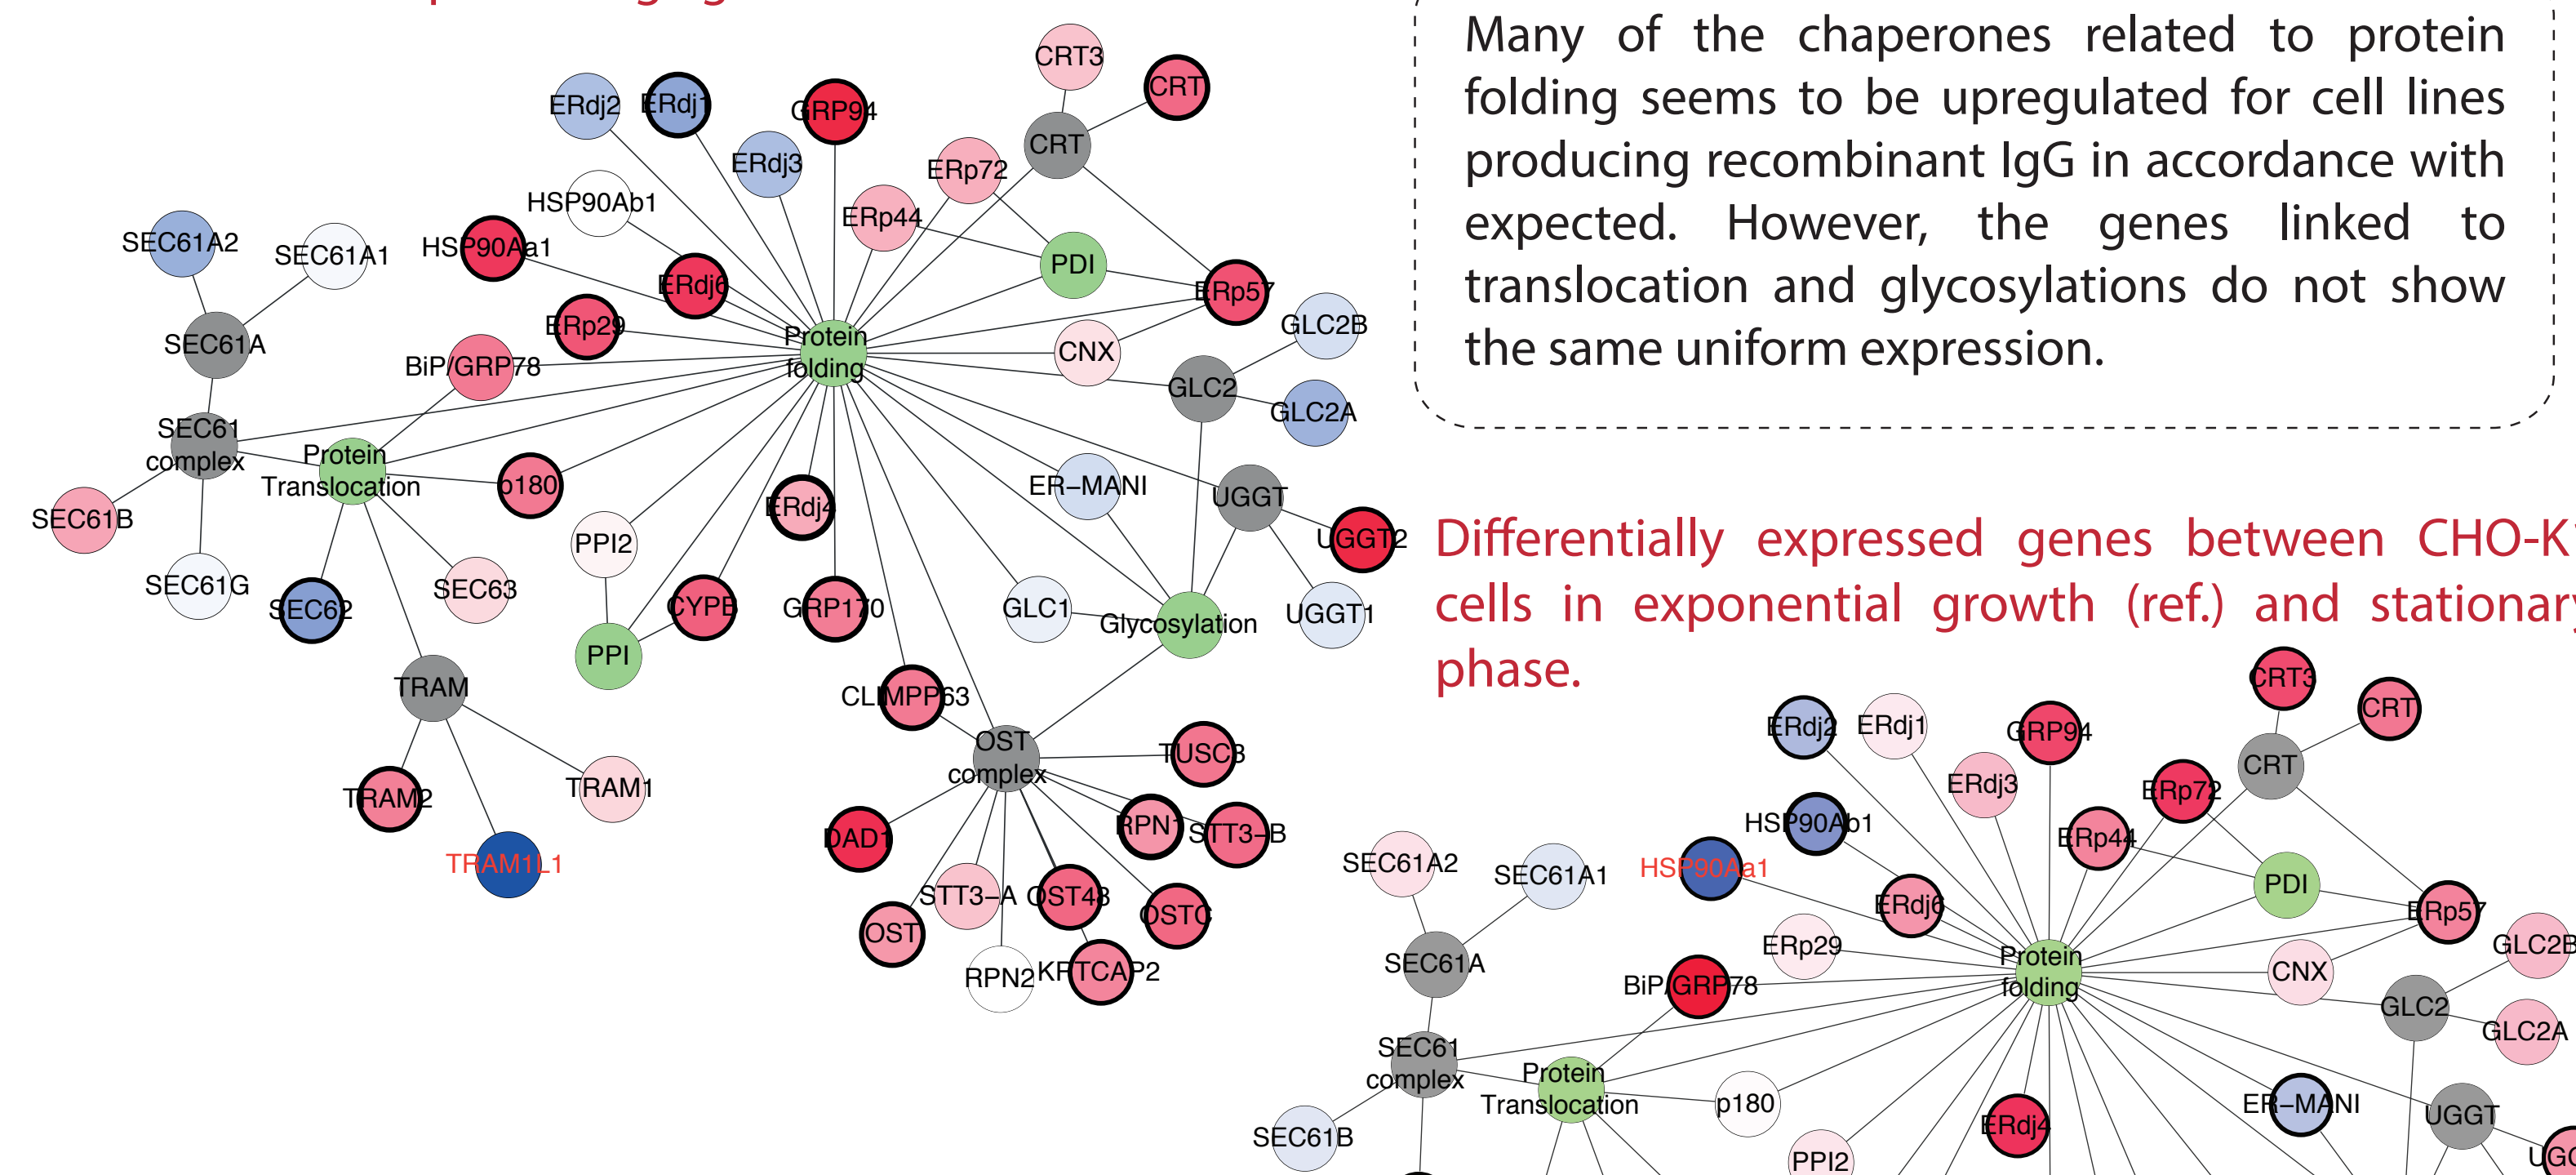 Many of the chaperones related to protein
folding seems to be upregulated for cell lines
producing recombinant IgG in accordance with
expected. However, the genes linked to
translocation and glycosylations do not show
the same uniform expression.
CRT3
CRT
ERdj2
ERdj1
GRP94
CRT
ERdj3
ERp72
HSP90Ab1
ERp44
SEC61A2
SEC61A1
HSP90Aa1
PDI
ERdj6
ERp57
ERp29
GLC2B
SEC61A
BiP/GRP78
Protein
folding
CNX
GLC2
GLC2A
SEC61
complex
Protein
Translocation
p180
ER−MANI
UGGT
SEC61B
ERdj4
UGGT2
PPI2
SEC61G
SEC62
SEC63
CYPB
GRP170
GLC1
Glycosylation
UGGT1
PPI
TRAM
CLIMPP63
OST
complex
TUSC3
TRAM2
TRAM1
DAD1
RPN1
STT3−B
TRAM1L1
STT3−A
OST48
OSTC
OST
RPN2
KRTCAP2
Differentially expressed genes between CHO-K1
cells in exponential growth (ref.) and stationary
phase.
CRT3
CRT
ERdj2
ERdj1
GRP94
CRT
ERdj3
ERp72
HSP90Ab1
ERp44
SEC61A2
SEC61A1
HSP90Aa1
PDI
ERdj6
ERp57
ERp29
GLC2B
SEC61A
BiP/GRP78
Protein
folding
CNX
GLC2
GLC2A
SEC61
complex
Protein
Translocation
p180
ER−MANI
UGGT
SEC61B
ERdj4
PPI2